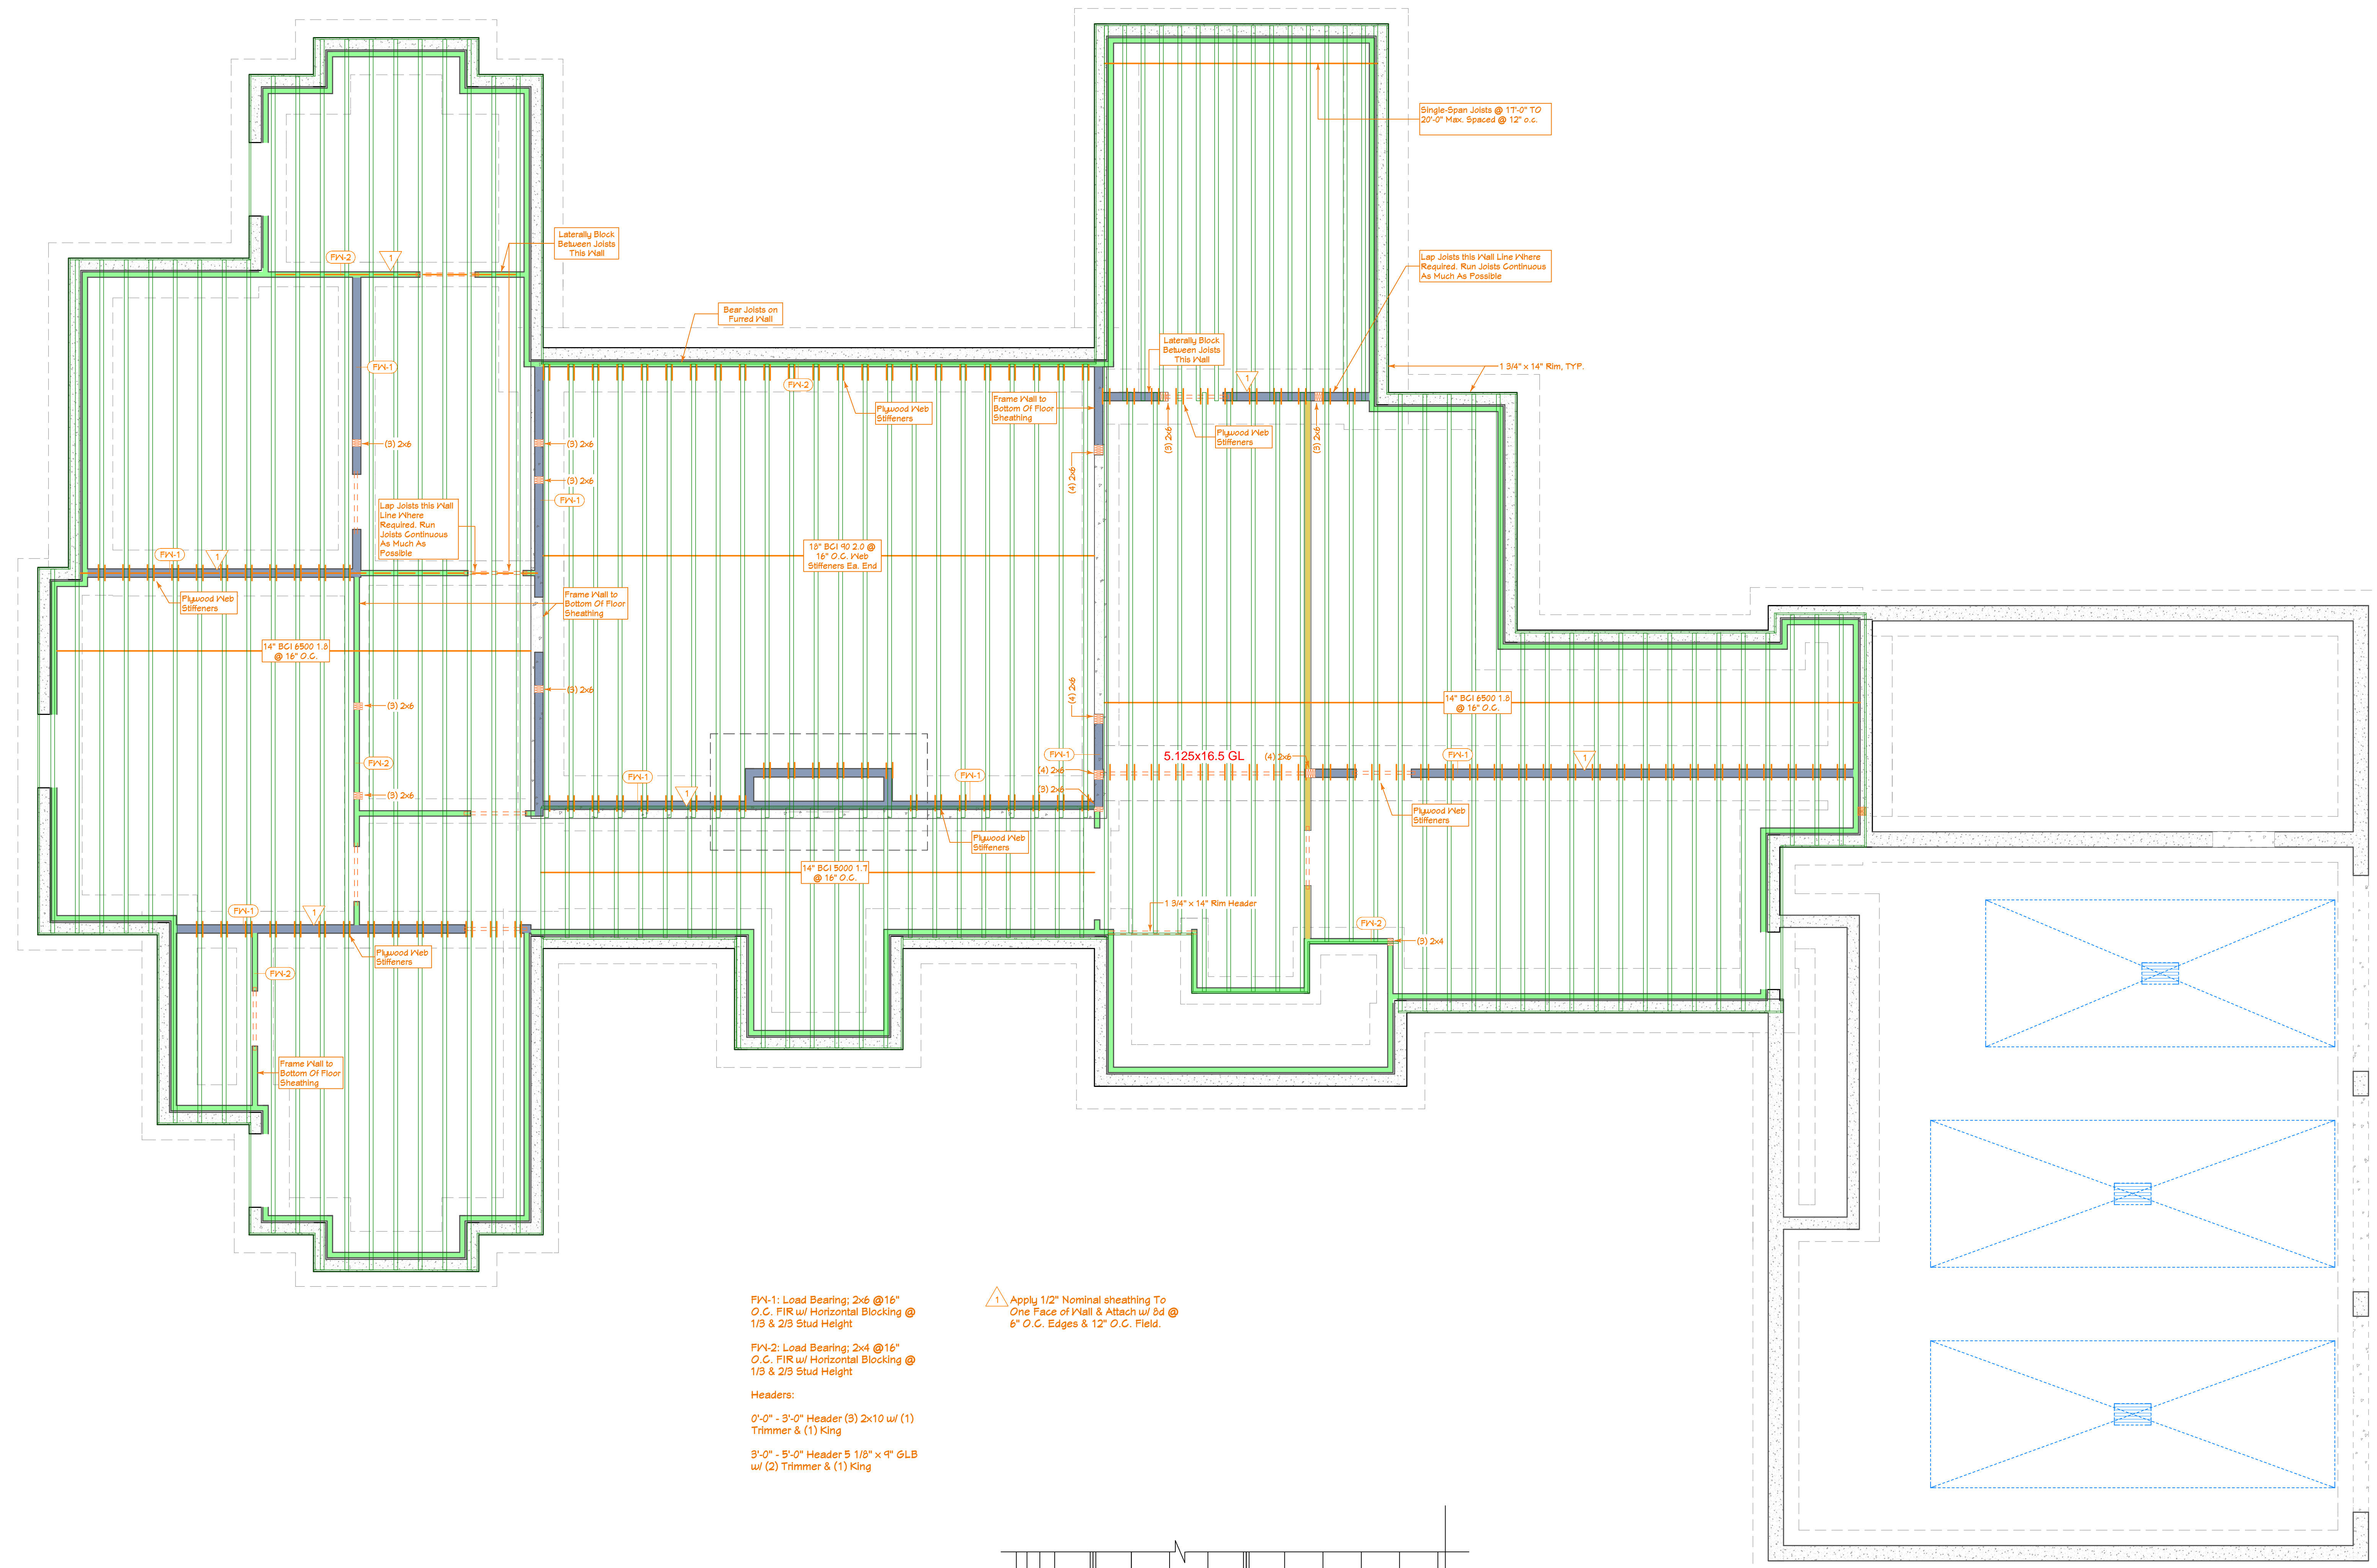 Single-Span Joists @ 17'-0" TO
20'-0" Max. Spaced @ 12" o.c.
Laterally Block
Between Joists
This Wall
FW-2
1
Lap Joists this Wall Line Where
Required. Run Joists Continuous
As Much As Possible
Bear Joists on
Furred Wall
Laterally Block
Between Joists
This Wall
FW-1
FW-2
1
1 3/4" x 14" Rim, TYP.
Plywood Web
Stiffeners
Frame Wall to
Bottom Of Floor
Sheathing
Plywood Web
Stiffeners
(3) 2x6
(3) 2x6
(3) 2x6
(3) 2x6
(4) 2x6
(3) 2x6
FW-1
Lap Joists this Wall
Line Where
Required. Run
Joists Continuous
As Much As
Possible
FW-1
1
18" BCI 90 2.0 @
16" O.C. Web
Stiffeners Ea. End
Plywood Web
Stiffeners
Frame Wall to
Bottom Of Floor
Sheathing
14" BCI 6500 1.8
@ 16" O.C.
(3) 2x6
(4) 2x6
14" BCI 6500 1.8
@ 16" O.C.
(3) 2x6
FW-2
FW-1
5.125x16.5 GL
(4) 2x6
FW-1
1
(4) 2x6
FW-1
FW-1
(3) 2x6
1
(3) 2x6
Plywood Web
Stiffeners
Plywood Web
Stiffeners
14" BCI 5000 1.7
@ 16" O.C.
FW-1
1
1 3/4" x 14" Rim Header
FW-2
(3) 2x4
Plywood Web
Stiffeners
FW-2
Frame Wall to
Bottom Of Floor
Sheathing
FW-1: Load Bearing; 2x6 @16"
O.C. FIR w/ Horizontal Blocking @
1/3 & 2/3 Stud Height
FW-2: Load Bearing; 2x4 @16"
O.C. FIR w/ Horizontal Blocking @
1/3 & 2/3 Stud Height
Headers:
0'-0" - 3'-0" Header (3) 2x10 w/ (1)
Trimmer & (1) King
3'-0" - 5'-0" Header 5 1/8" x 9" GLB
w/ (2) Trimmer & (1) King
1
Apply 1/2" Nominal sheathing To
One Face of Wall & Attach w/ 8d @
6" O.C. Edges & 12" O.C. Field.